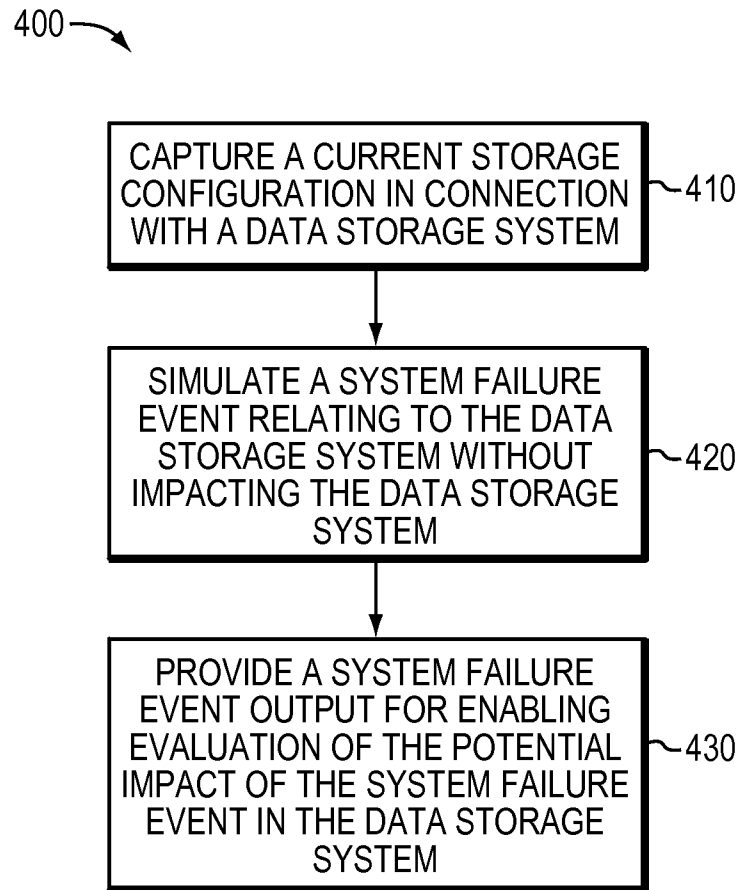 400
CAPTURE A CURRENT STORAGE
CONFIGURATION IN CONNECTION
WITH A DATA STORAGE SYSTEM
410
SIMULATE A SYSTEM FAILURE
EVENT RELATING TO THE DATA
STORAGE SYSTEM WITHOUT
IMPACTING THE DATA STORAGE
SYSTEM
420
PROVIDE A SYSTEM FAILURE
EVENT OUTPUT FOR ENABLING
EVALUATION OF THE POTENTIAL
IMPACT OF THE SYSTEM FAILURE
EVENT IN THE DATA STORAGE
SYSTEM
430